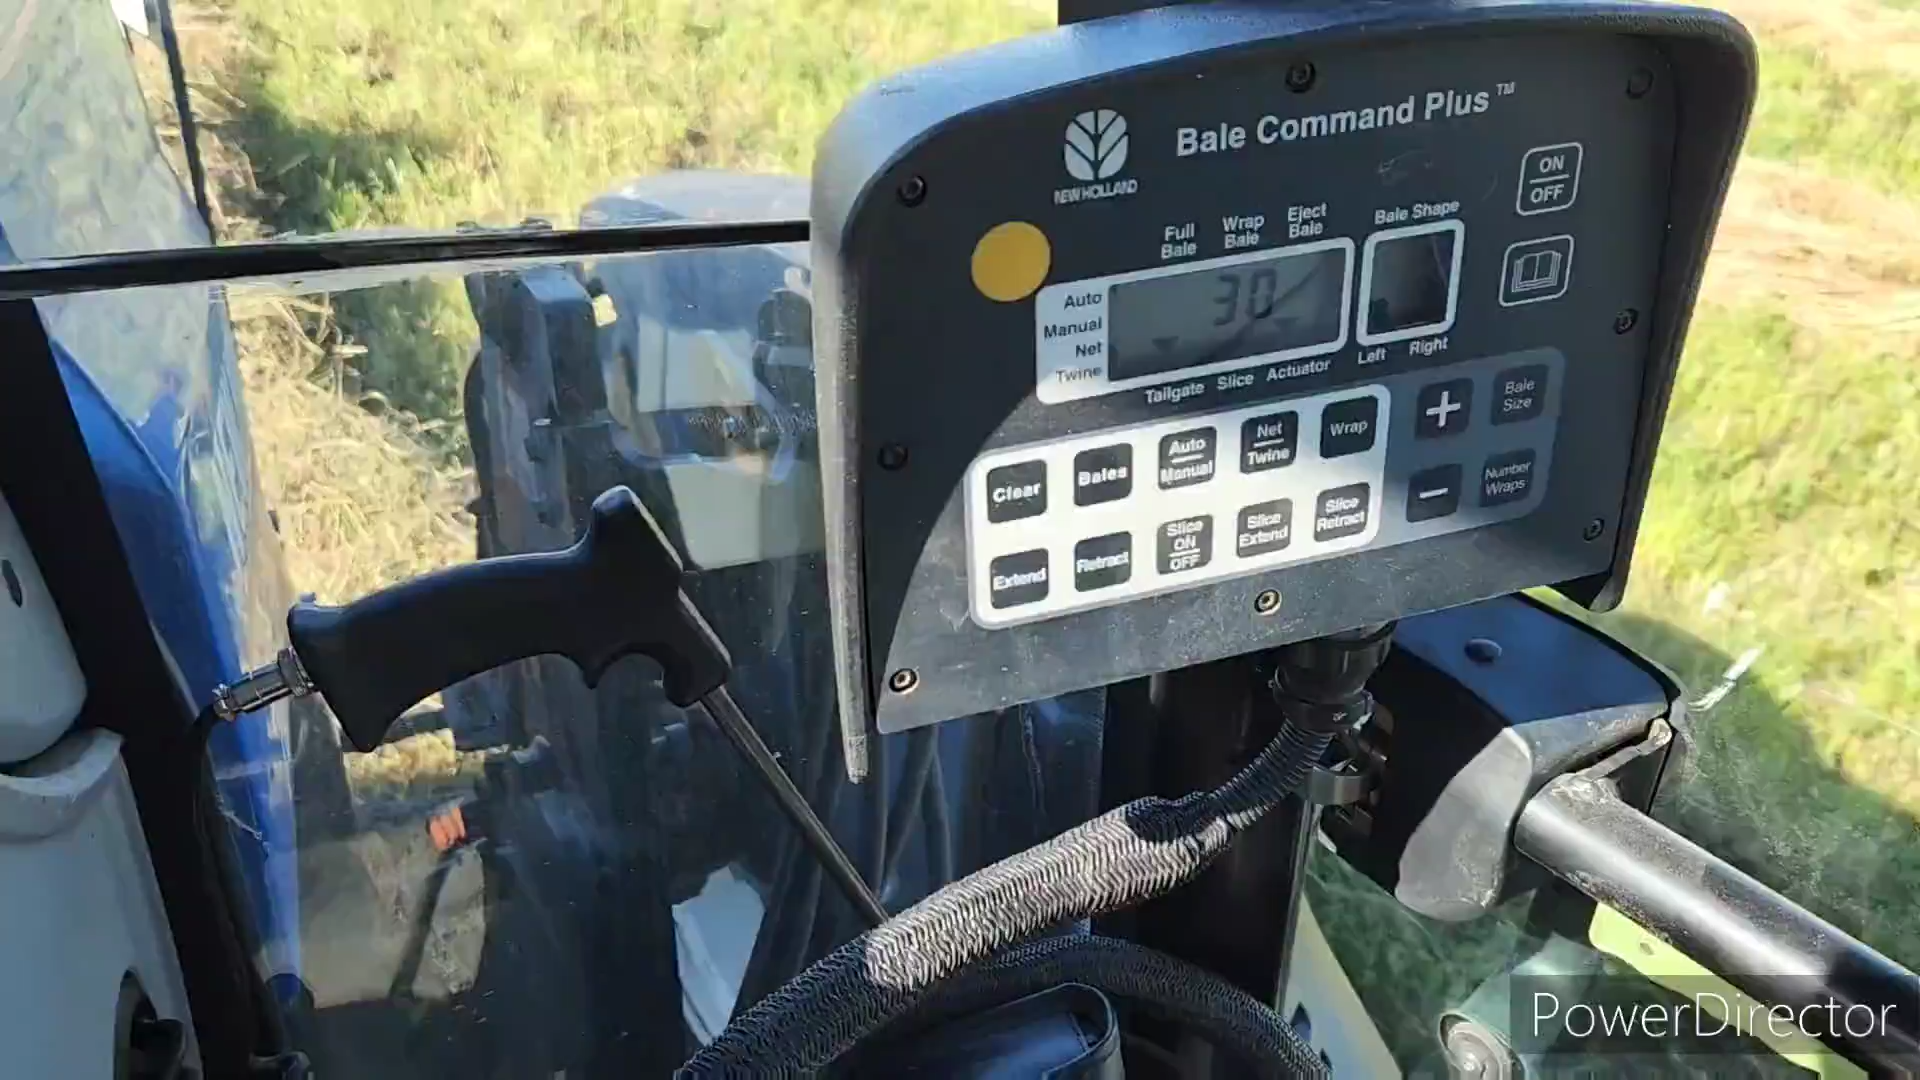 Bale Command Plus™
NEW HOLLAND
ON
OFF
Full
Bale
Wrap
Bale
Eject
Bale
Bale Shape
30
Auto
Manual
Net
Twine
Tailgate Slice Actuator
Left Right
Clear
Bales
Auto
Manual
Net
Twine
Wrap
+
Bale
Size
Extend
Retract
Slice
ON
OFF
Slice
Extend
Slice
Retract
−
Number
Wraps
PowerDirector